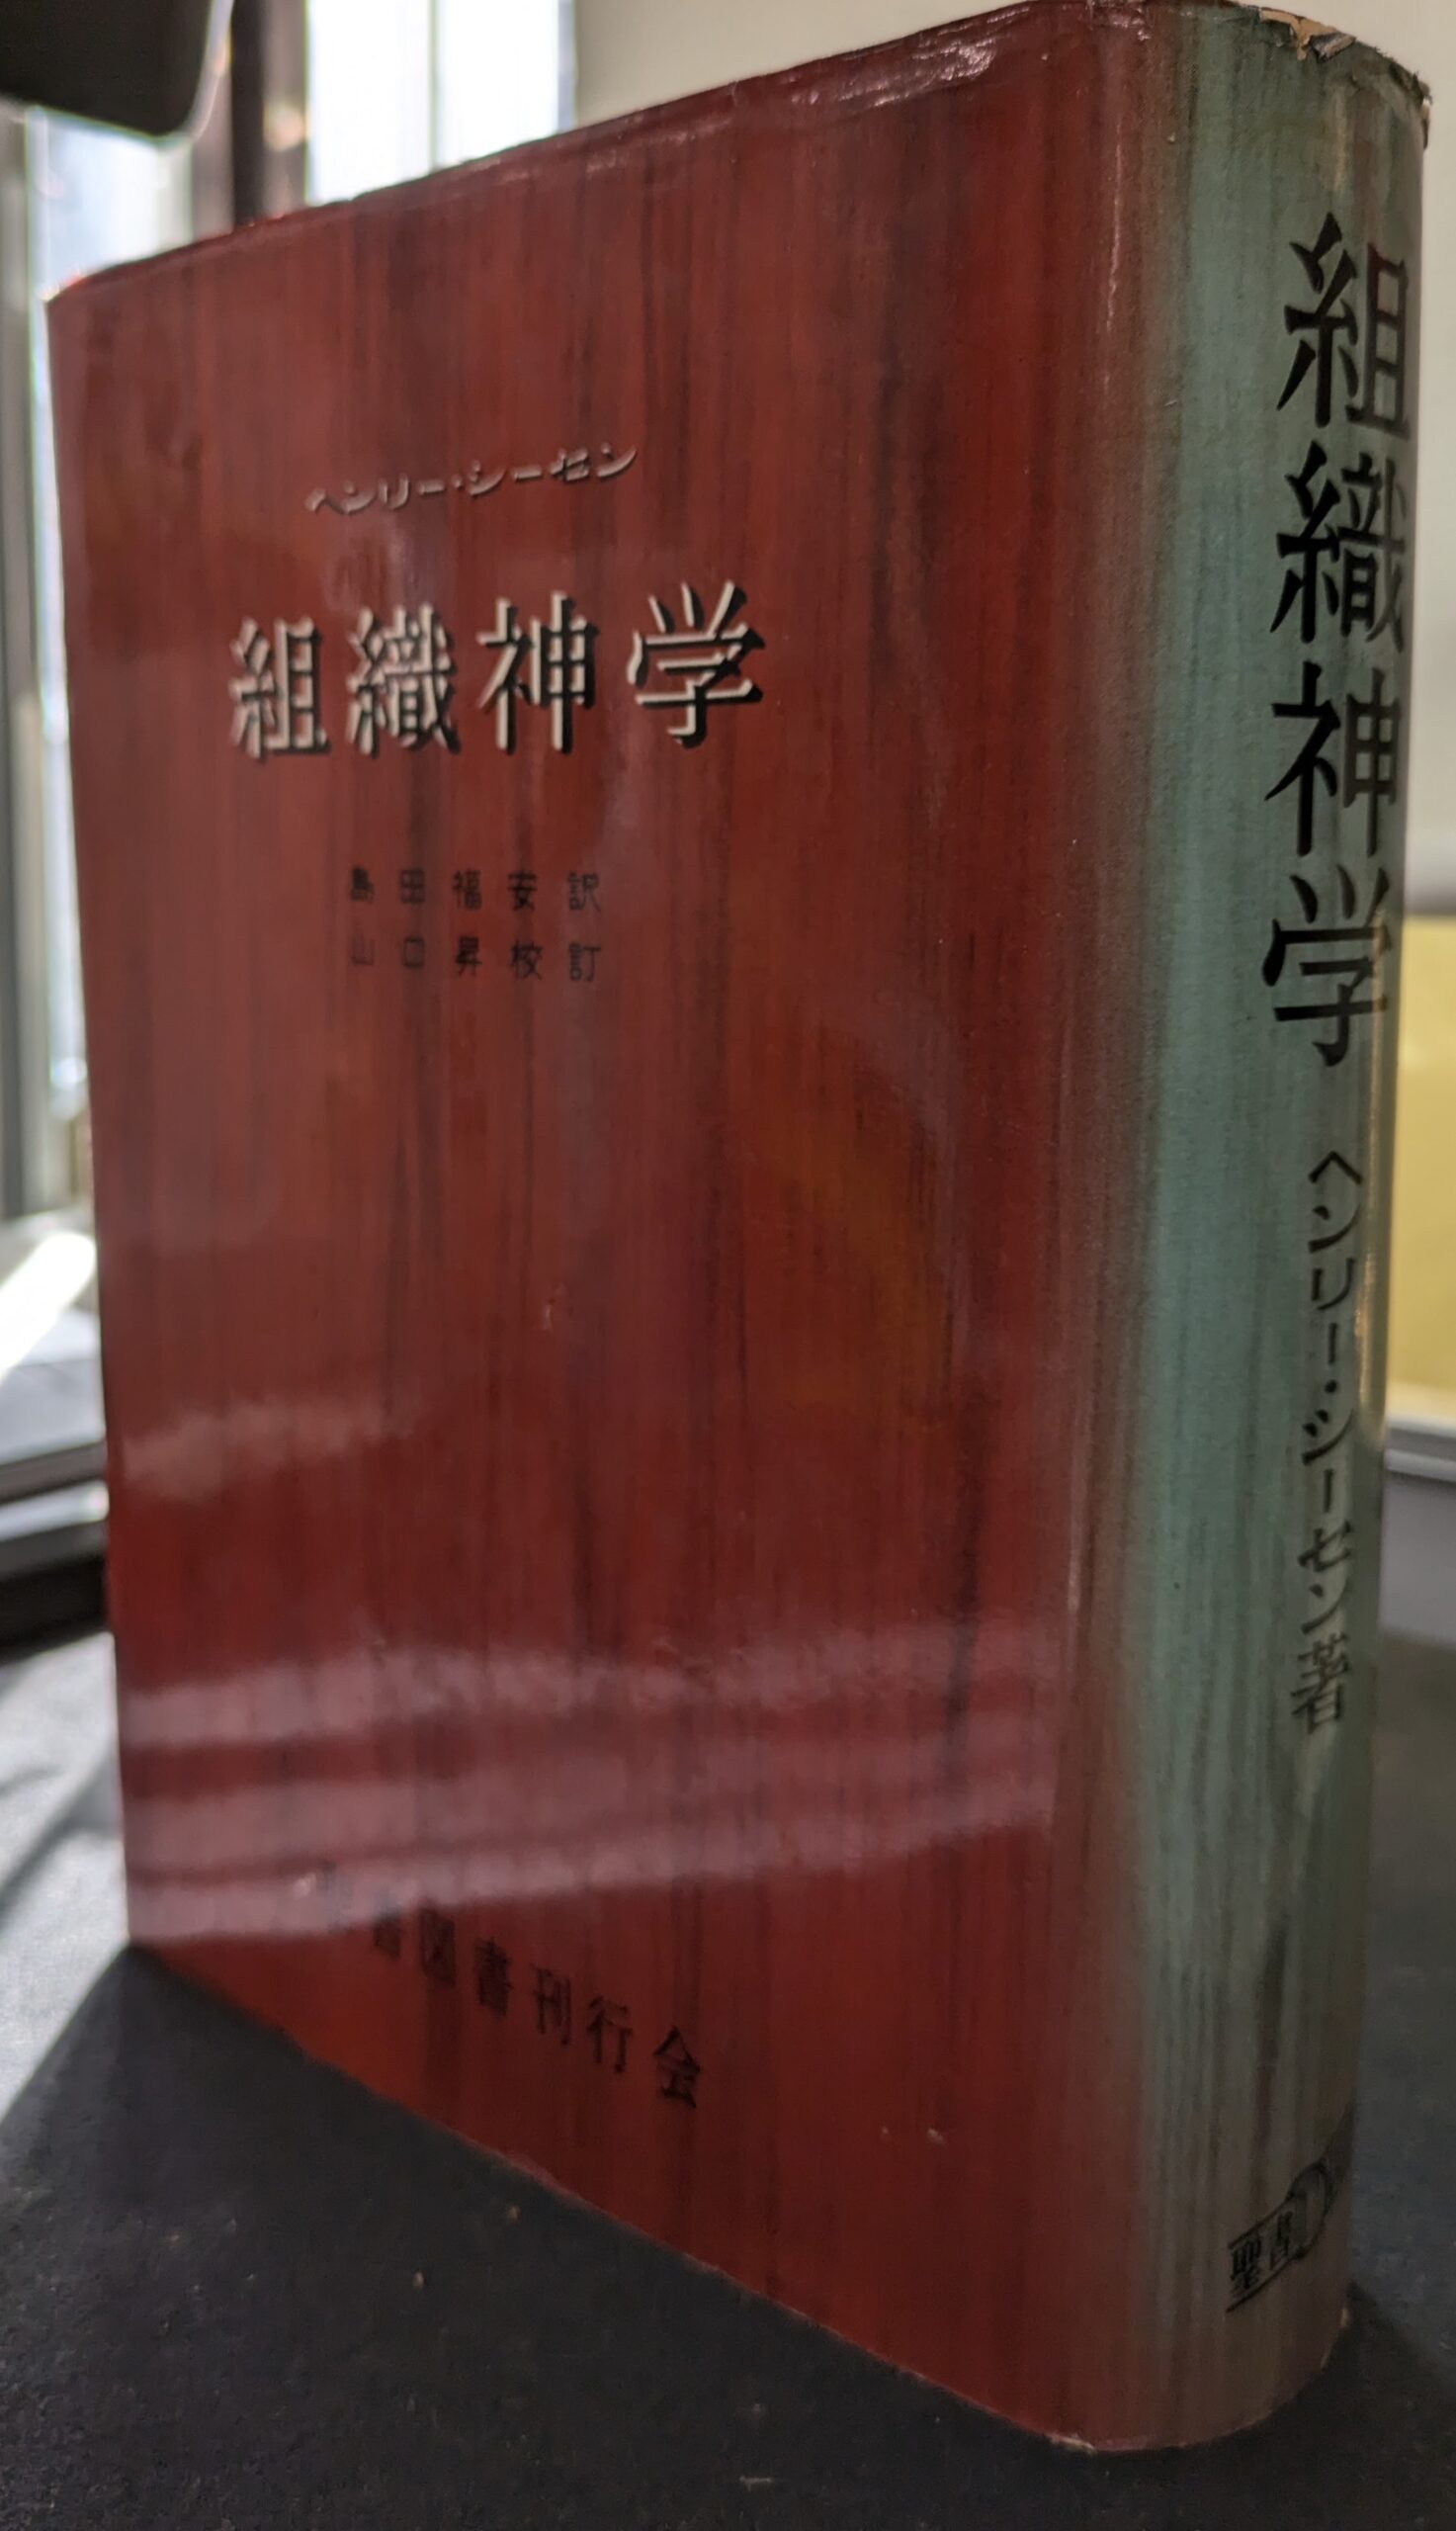 ヘンリー・シーセン
組織神学
島田福安訳
山口昇校訂
書図書刊行会
組織神学 ヘンリー・シーセン著
聖書